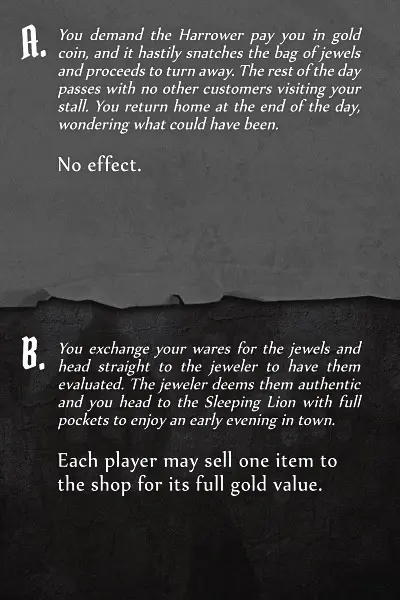 A. You demand the Harrower pay you in gold
coin, and it hastily snatches the bag of jewels
and proceeds to turn away. The rest of the day
passes with no other customers visiting your
stall. You return home at the end of the day,
wondering what could have been.
No effect.
B. You exchange your wares for the jewels and
head straight to the jeweler to have them
evaluated. The jeweler deems them authentic
and you head to the Sleeping Lion with full
pockets to enjoy an early evening in town.
Each player may sell one item to
the shop for its full gold value.